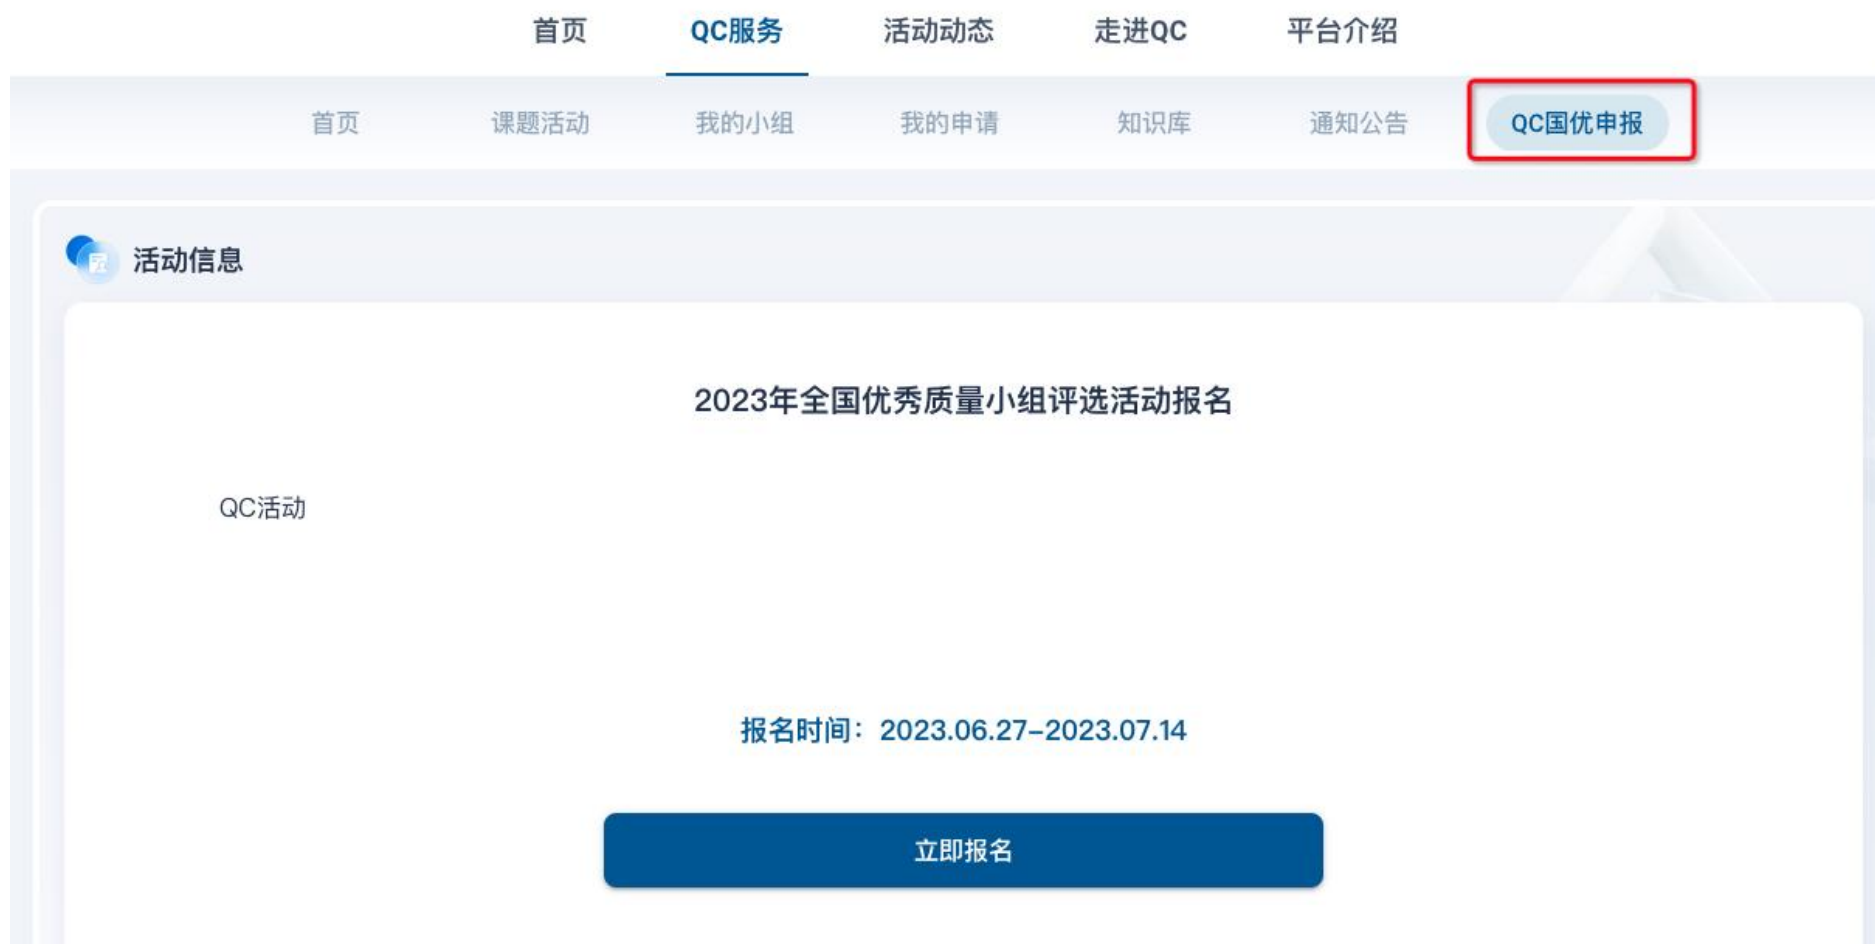 首页 QC服务 活动动态 走进QC 平台介绍
首页 课题活动 我的小组 我的申请 知识库 通知公告 QC国优申报
活动信息
2023年全国优秀质量小组评选活动报名
QC活动
报名时间：2023.06.27-2023.07.14
立即报名